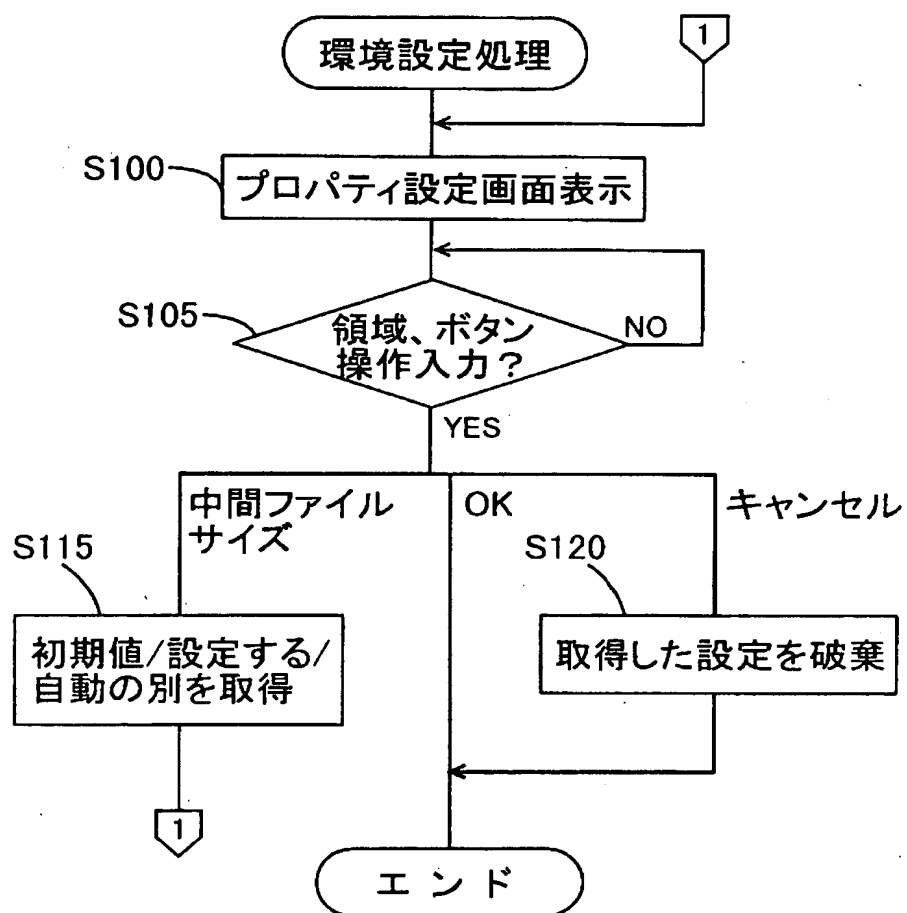 環境設定処理
1
S100
プロパティ設定画面表示
S105
領域、ボタン
操作入力？
NO
YES
中間ファイル
サイズ
OK
キャンセル
S115
S120
初期値/設定する/
自動の別を取得
取得した設定を破棄
1
エンド